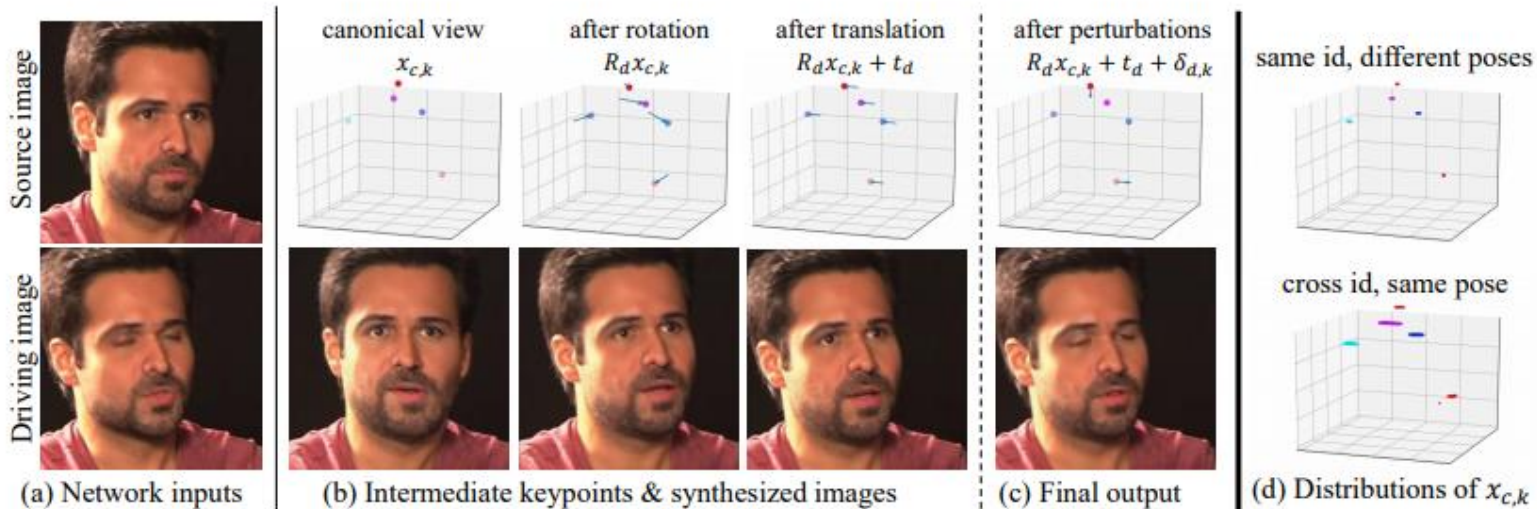 Source image
Driving image
(a) Network inputs
canonical view
x_{c,k}
after rotation
R_d x_{c,k}
after translation
R_d x_{c,k} + t_d
(b) Intermediate keypoints & synthesized images
after perturbations
R_d x_{c,k} + t_d + δ_{d,k}
(c) Final output
same id, different poses
cross id, same pose
(d) Distributions of x_{c,k}